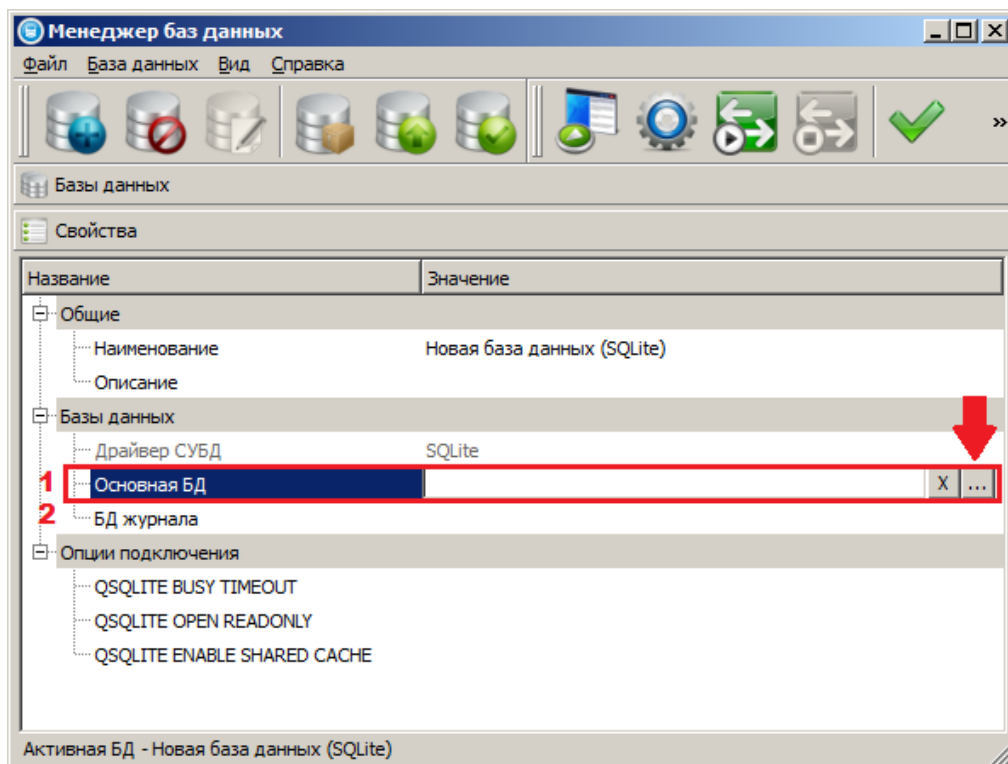 Менеджер баз данных
Файл База данных Вид Справка
»
Базы данных
Свойства
Название Значение
Общие
Наименование Новая база данных (SQLite)
Описание
Базы данных
Драйвер СУБД SQLite
1 Основная БД X ...
2 БД журнала
Опции подключения
QSQLITE BUSY TIMEOUT
QSQLITE OPEN READONLY
QSQLITE ENABLE SHARED CACHE
Активная БД - Новая база данных (SQLite)